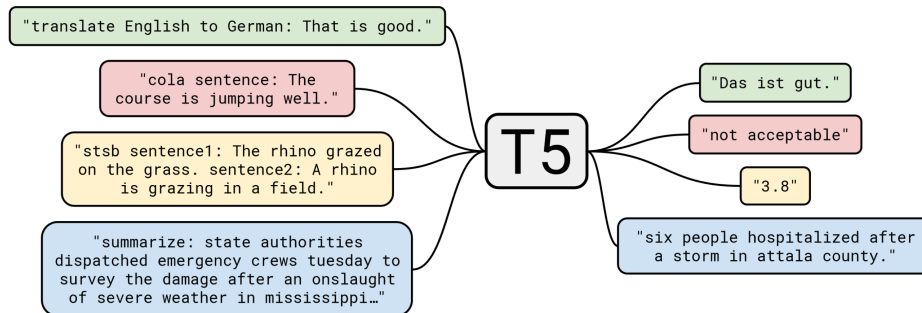 "translate English to German: That is good."
"cola sentence: The
course is jumping well."
"stsb sentence1: The rhino grazed
on the grass. sentence2: A rhino
is grazing in a field."
"summarize: state authorities
dispatched emergency crews tuesday to
survey the damage after an onslaught
of severe weather in mississippi…"
T5
"Das ist gut."
"not acceptable"
"3.8"
"six people hospitalized after
a storm in attala county."